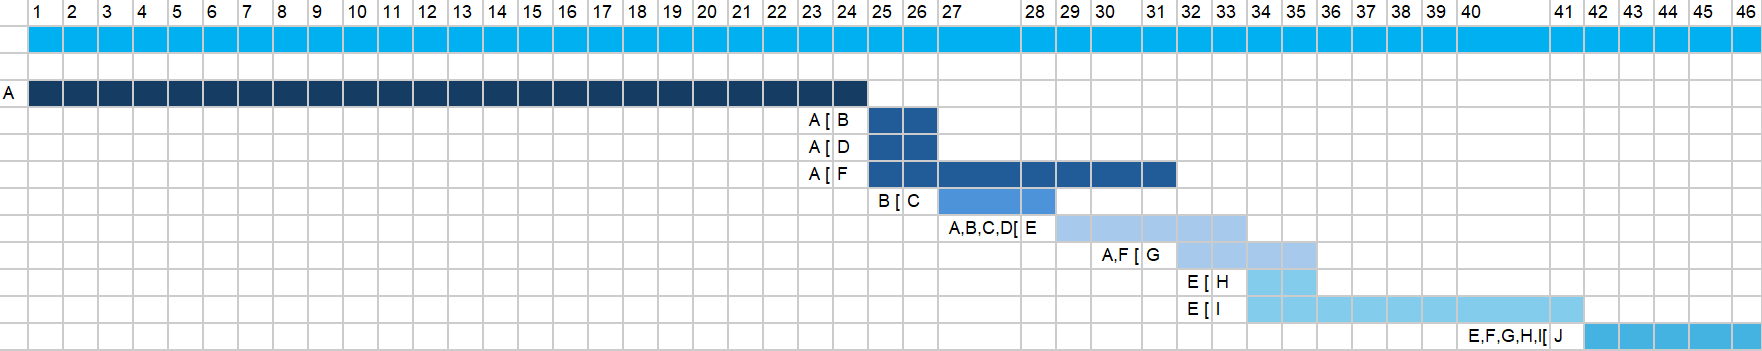 1 2 3 4 5 6 7 8 9 10 11 12 13 14 15 16 17 18 19 20 21 22 23 24 25 26 27 28 29 30 31 32 33 34 35 36 37 38 39 40 41 42 43 44 45 46
A
A [ B
A [ D
A [ F
B [ C
A,B,C,D[ E
A,F [ G
E [ H
E [ I
E,F,G,H,I[ J